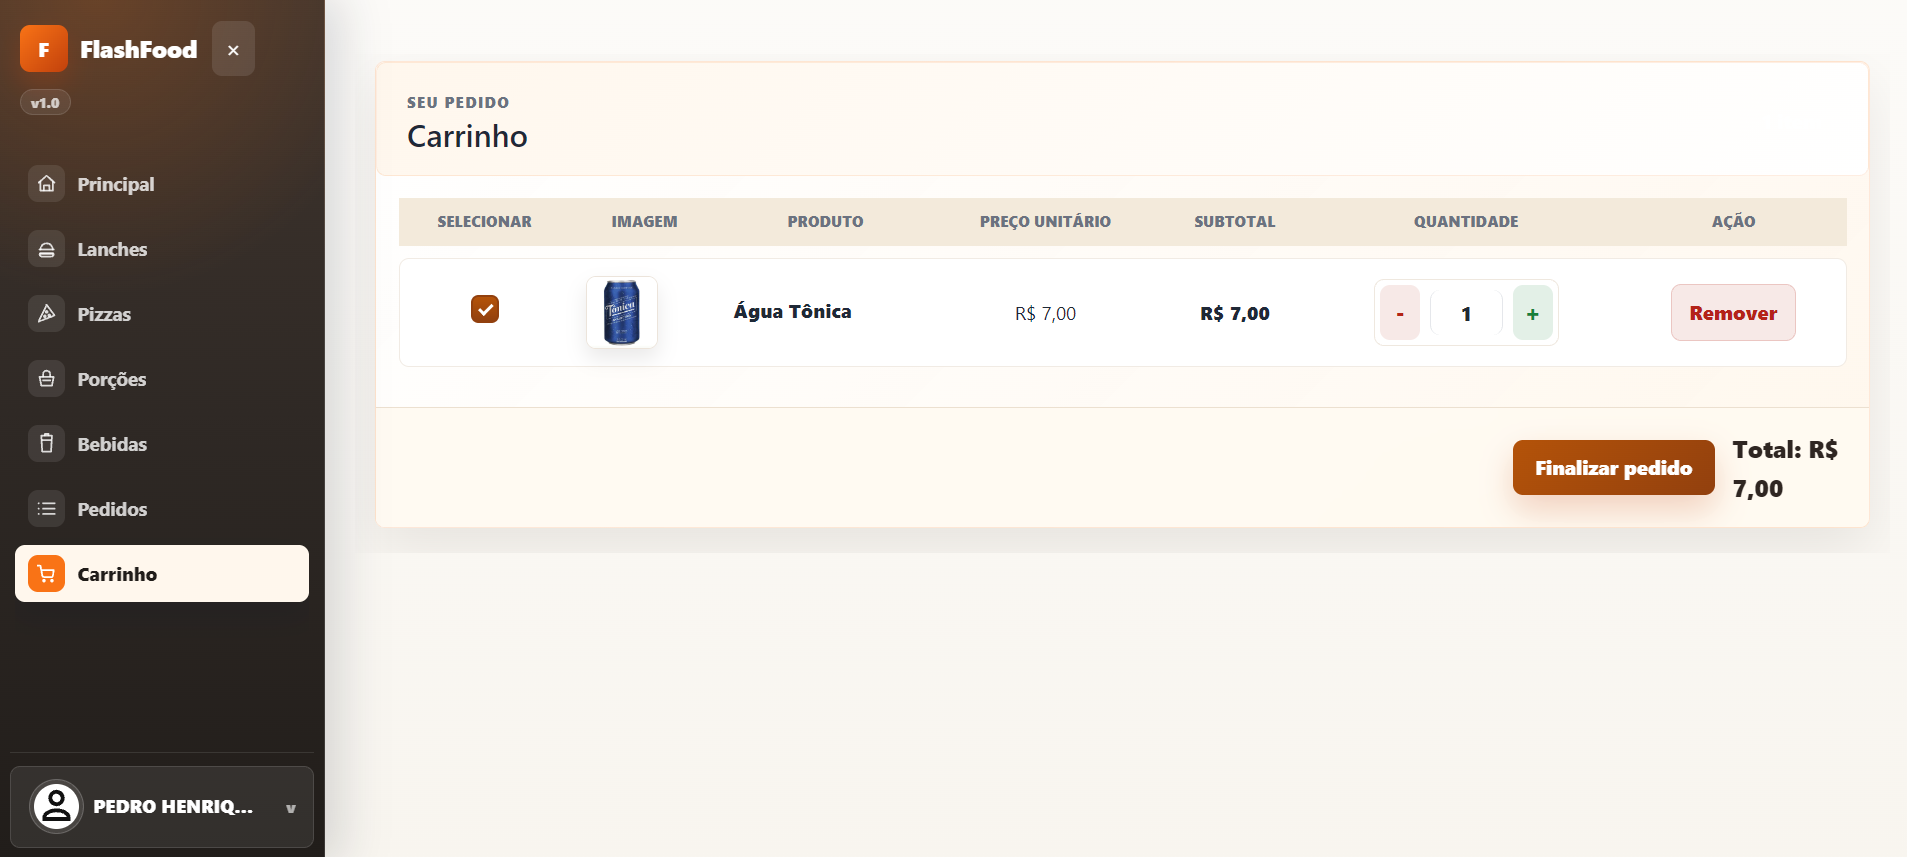 F FlashFood ×
v1.0
Principal
Lanches
Pizzas
Porções
Bebidas
Pedidos
Carrinho
PEDRO HENRIQ... v
SEU PEDIDO
Carrinho
SELECIONAR IMAGEM PRODUTO PREÇO UNITÁRIO SUBTOTAL QUANTIDADE AÇÃO
Tônica
Água Tônica R$ 7,00 R$ 7,00 - 1 + Remover
Finalizar pedido
Total: R$
7,00